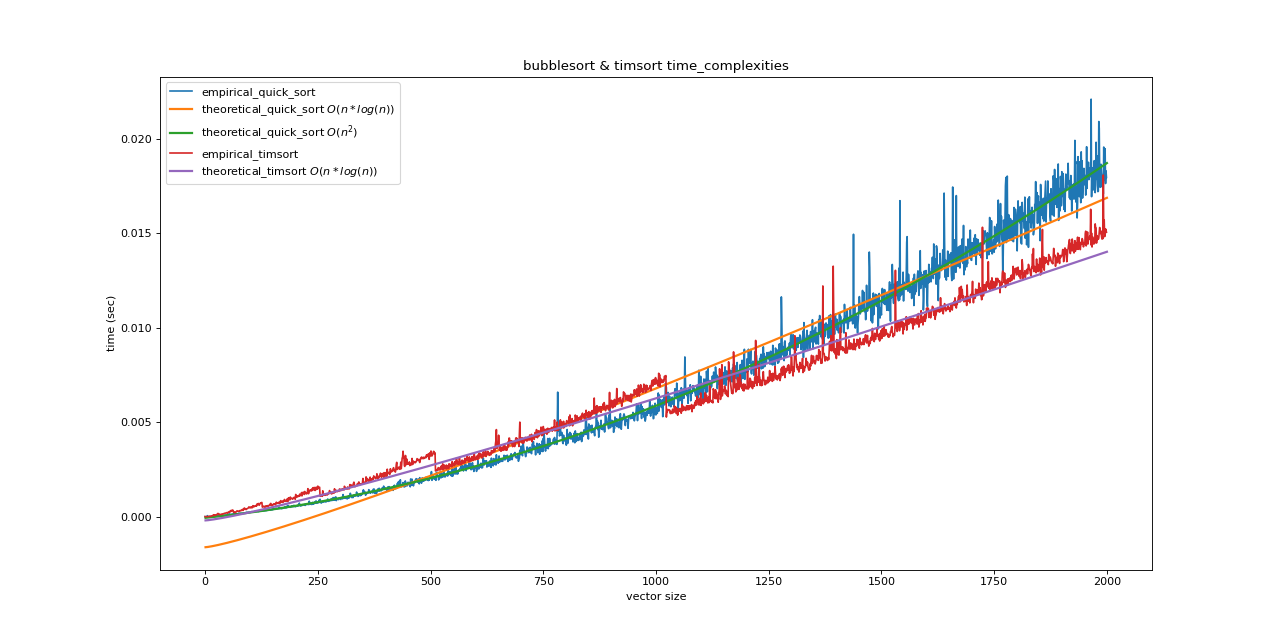 bubblesort & timsort time_complexities
empirical_quick_sort
theoretical_quick_sort O(n*log(n))
theoretical_quick_sort O(n²)
empirical_timsort
theoretical_timsort O(n*log(n))
0.020
0.015
0.010
0.005
0.000
time (sec)
0 250 500 750 1000 1250 1500 1750 2000
vector size